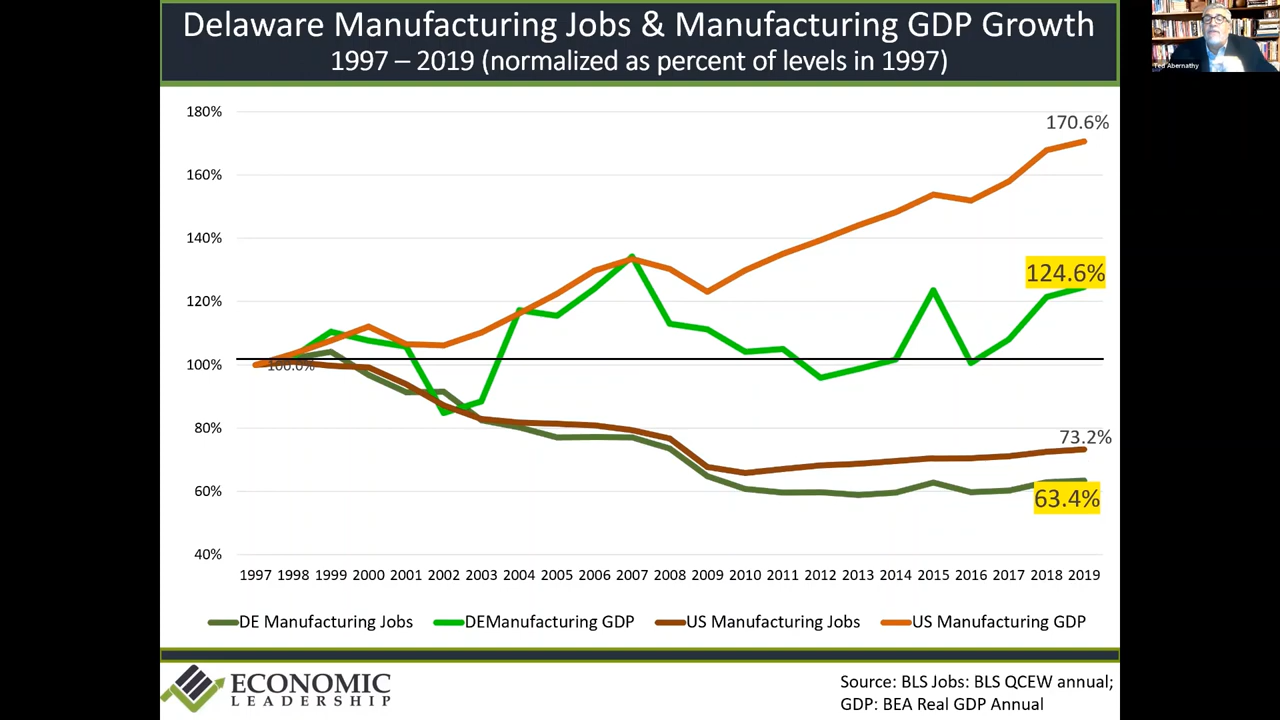 Delaware Manufacturing Jobs & Manufacturing GDP Growth
1997 – 2019 (normalized as percent of levels in 1997)
Ted Abernathy
180%
160%
140%
120%
100%
80%
60%
40%
170.6%
124.6%
100.0%
73.2%
63.4%
1997 1998 1999 2000 2001 2002 2003 2004 2005 2006 2007 2008 2009 2010 2011 2012 2013 2014 2015 2016 2017 2018 2019
DE Manufacturing Jobs DEManufacturing GDP US Manufacturing Jobs US Manufacturing GDP
ECONOMIC
LEADERSHIP
Source: BLS Jobs: BLS QCEW annual;
GDP: BEA Real GDP Annual